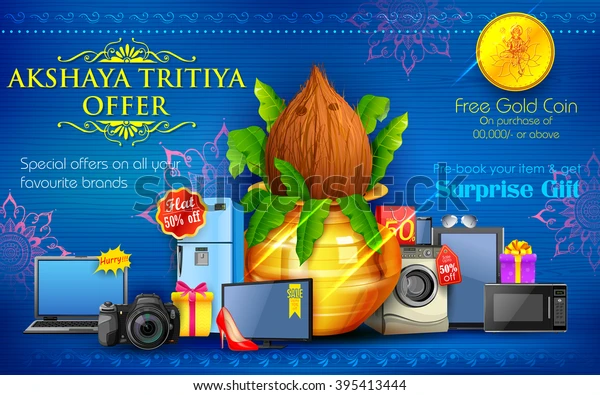 AKSHAYA TRITIYA
OFFER
Special offers on all your
favourite brands
Free Gold Coin
On purchase of
00,000/- or above
Pre-book your item & get
Surprise Gift
Flat
50% off
Hurry!!!
SALE
50%
50%
off
shutterstock
www.shutterstock.com · 395413444